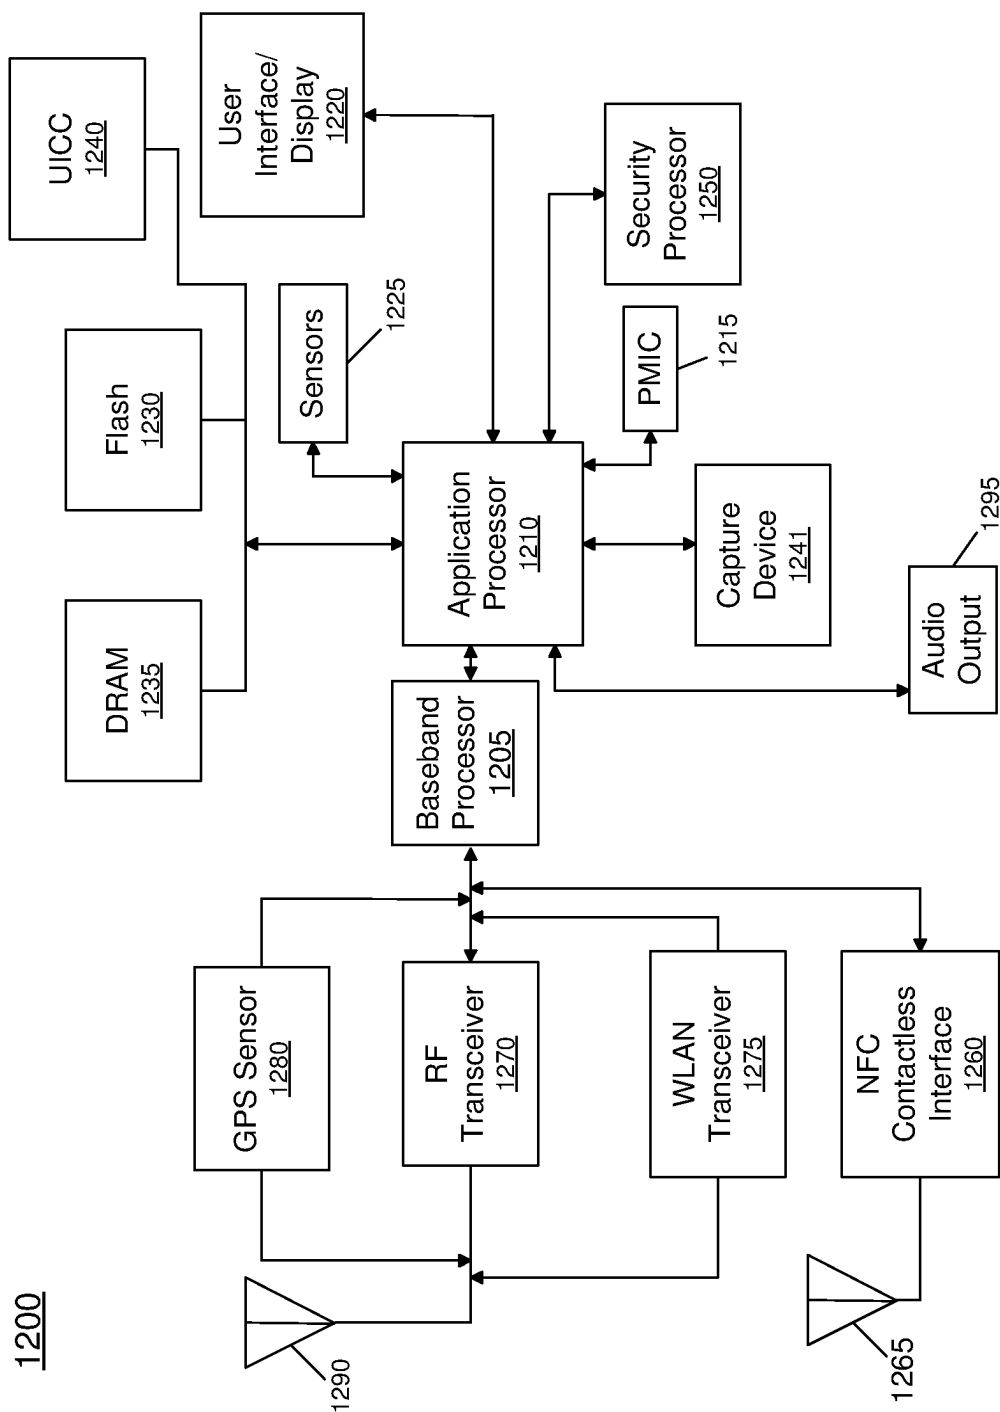 1200
UICC
1240
Flash
1230
DRAM
1235
User
Interface/
Display
1220
Sensors
1225
Application
Processor
1210
Security
Processor
1250
PMIC
1215
Capture
Device
1241
Audio
Output
1295
Baseband
Processor
1205
GPS Sensor
1280
RF
Transceiver
1270
WLAN
Transceiver
1275
NFC
Contactless
Interface
1260
1290
1265